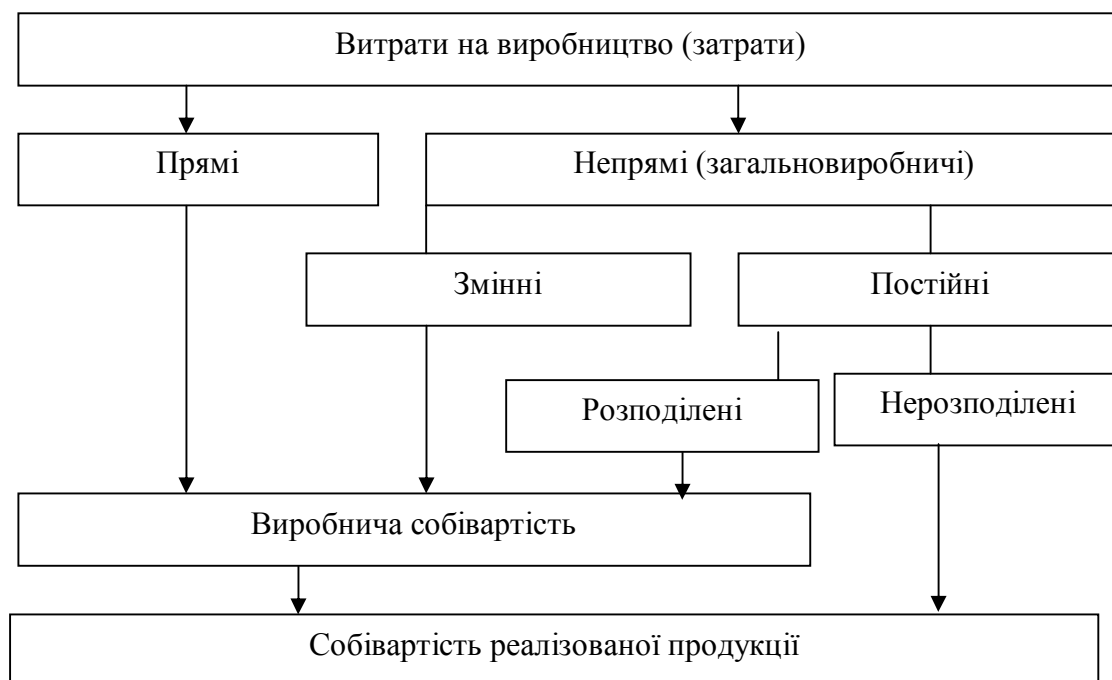 Витрати на виробництво (затрати)
Прямі
Непрямі (загальновиробничі)
Змінні
Постійні
Розподілені
Нерозподілені
Виробнича собівартість
Собівартість реалізованої продукції